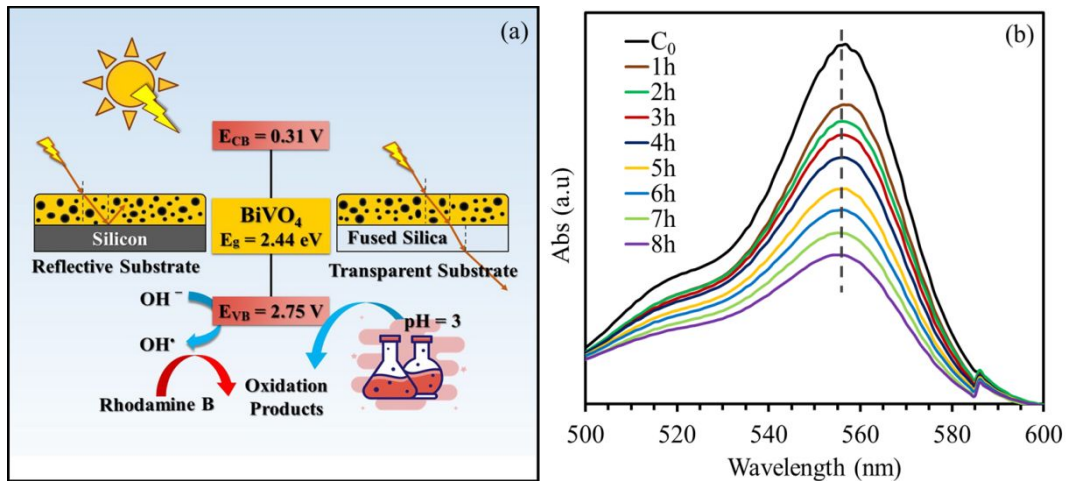 (a)
E_CB = 0.31 V
BiVO₄
E_g = 2.44 eV
E_VB = 2.75 V
Silicon
Reflective Substrate
Fused Silica
Transparent Substrate
OH ⁻
OH•
Rhodamine B
Oxidation
Products
pH = 3
(b)
C₀
1h
2h
3h
4h
5h
6h
7h
8h
Abs (a.u)
500 520 540 560 580 600
Wavelength (nm)